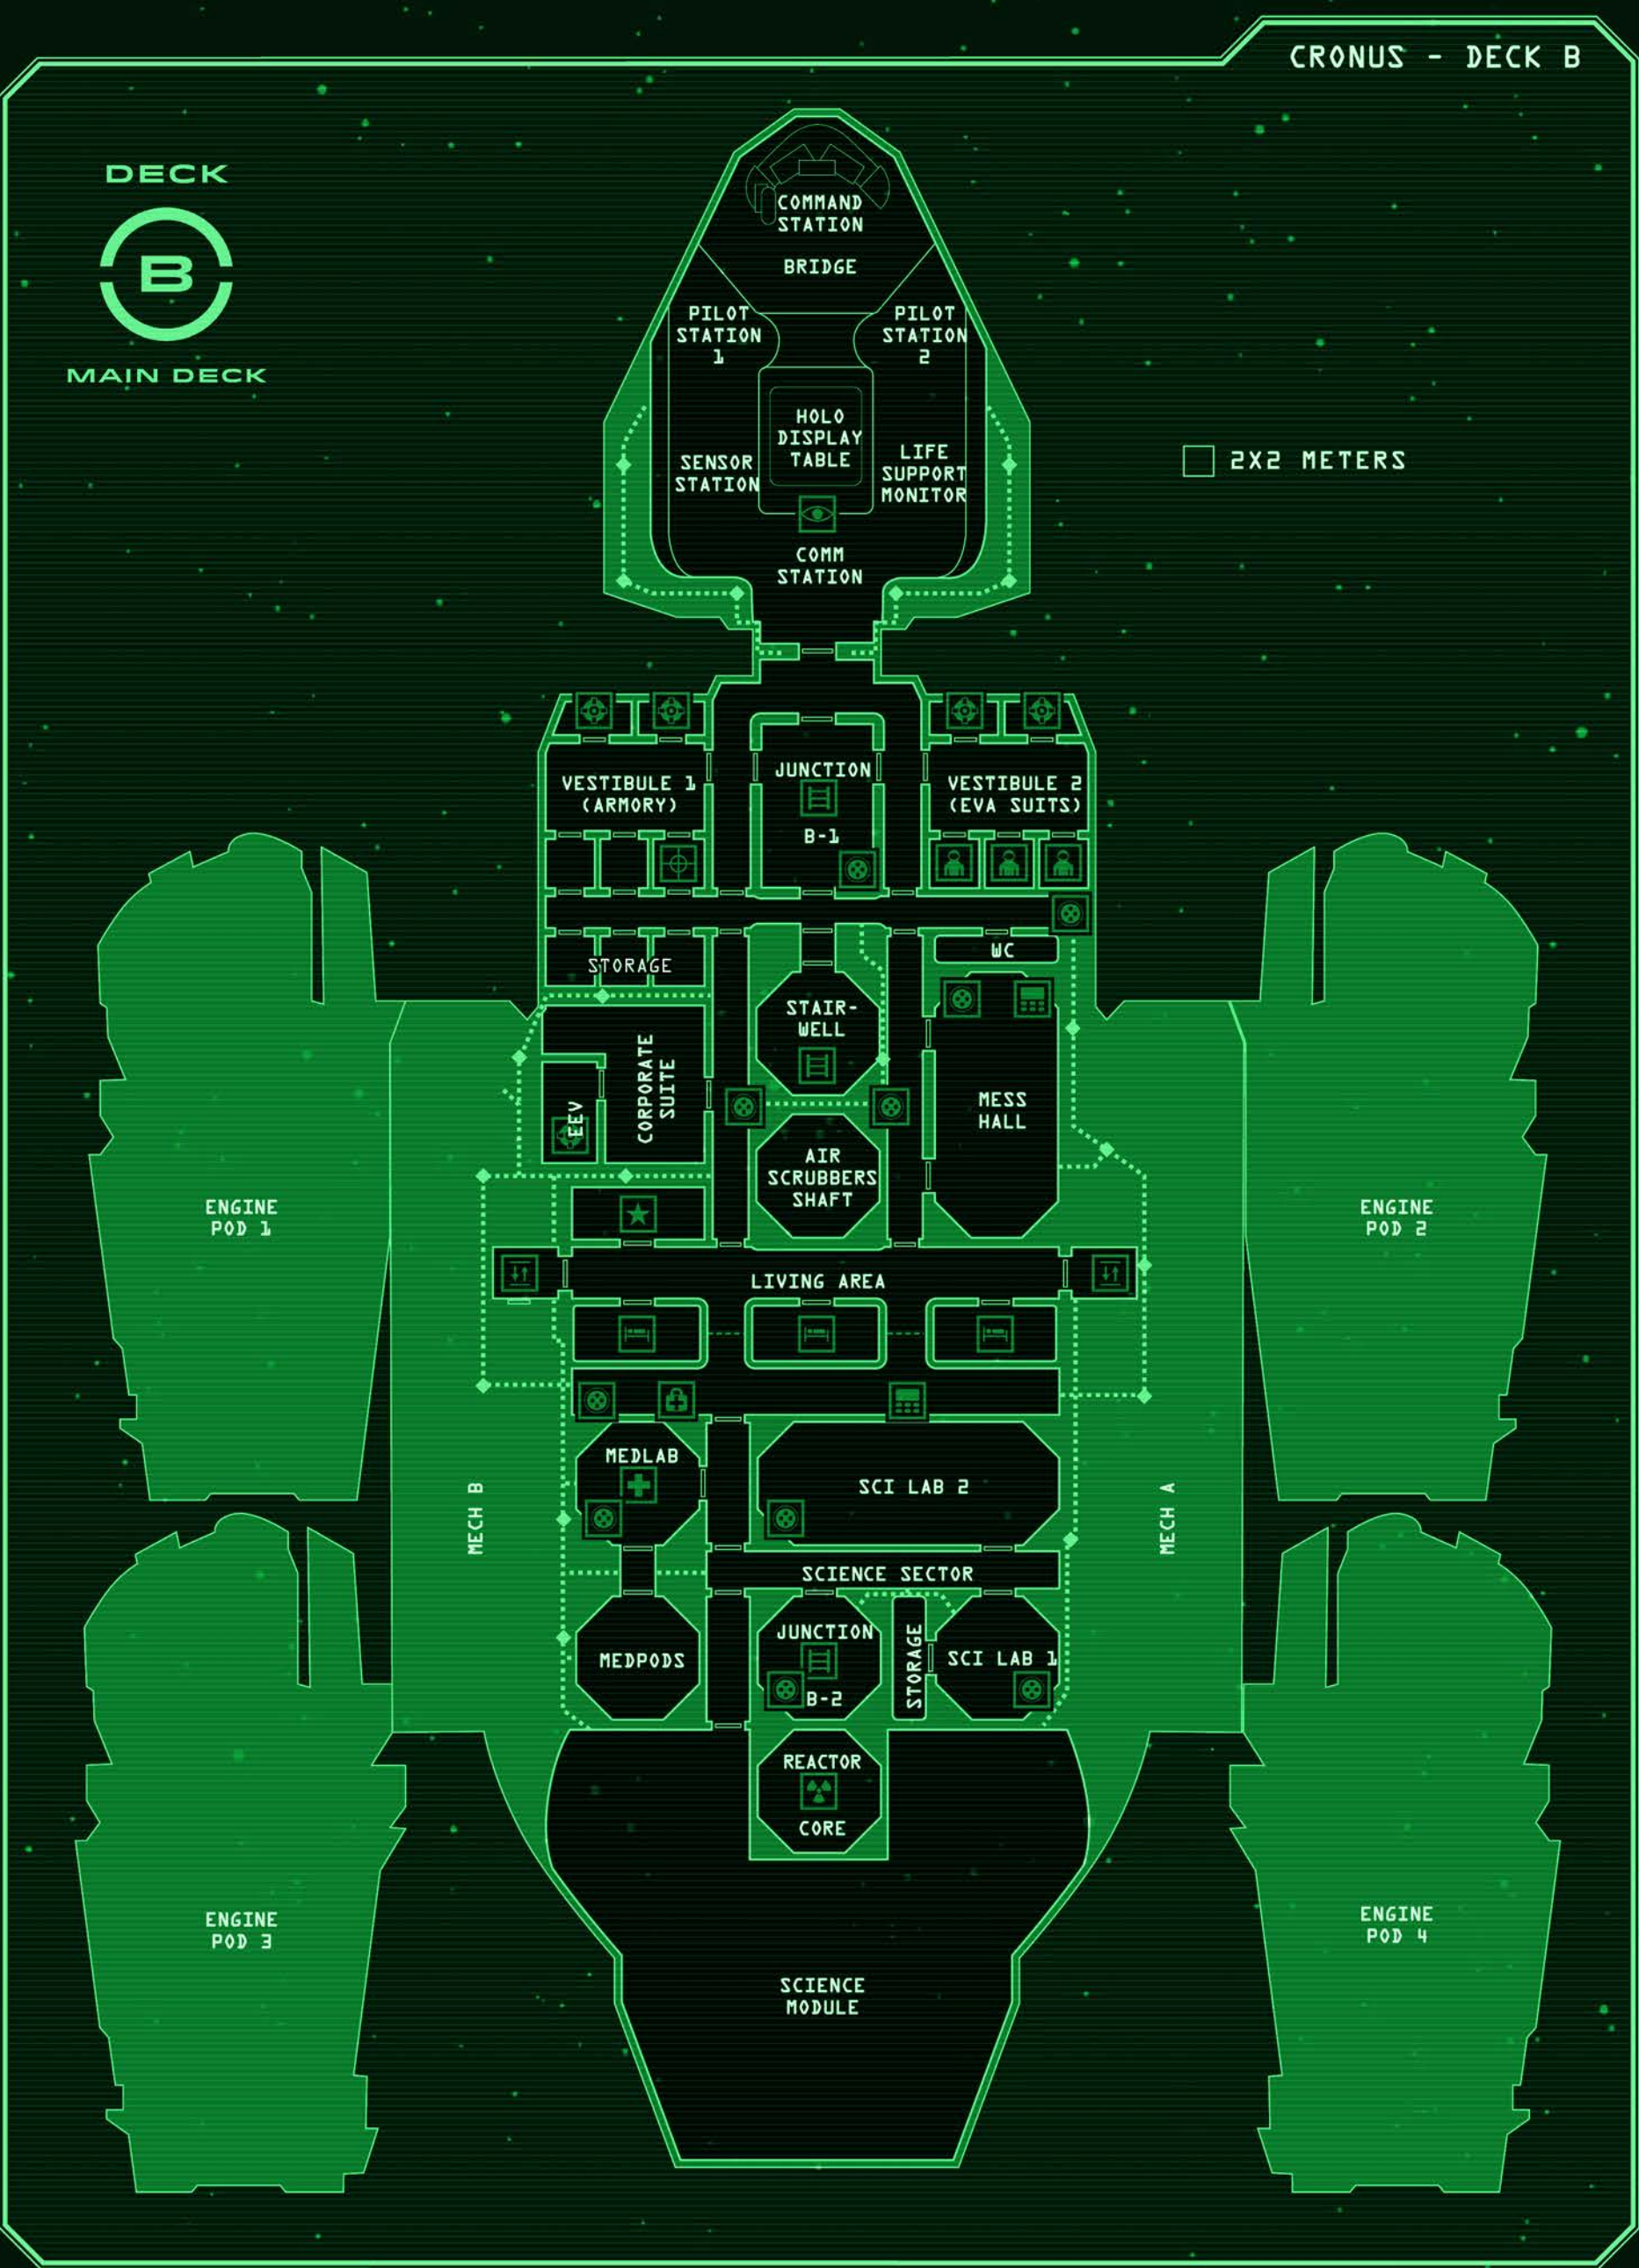 CRONUS - DECK B
DECK
B
MAIN DECK
COMMAND
STATION
BRIDGE
PILOT
STATION
1
PILOT
STATION
2
HOLO
DISPLAY
TABLE
SENSOR
STATION
LIFE
SUPPORT
MONITOR
2X2 METERS
COMM
STATION
VESTIBULE 1
(ARMORY)
JUNCTION
B-1
VESTIBULE 2
(EVA SUITS)
STORAGE
WC
STAIR-
WELL
CORPORATE
SUITE
EEV
MESS
HALL
AIR
SCRUBBERS
SHAFT
ENGINE
POD 1
ENGINE
POD 2
LIVING AREA
MEDLAB
SCI LAB 2
MECH B
MECH A
SCIENCE SECTOR
MEDPODS
JUNCTION
B-2
STORAGE
SCI LAB 1
REACTOR
CORE
ENGINE
POD 3
ENGINE
POD 4
SCIENCE
MODULE